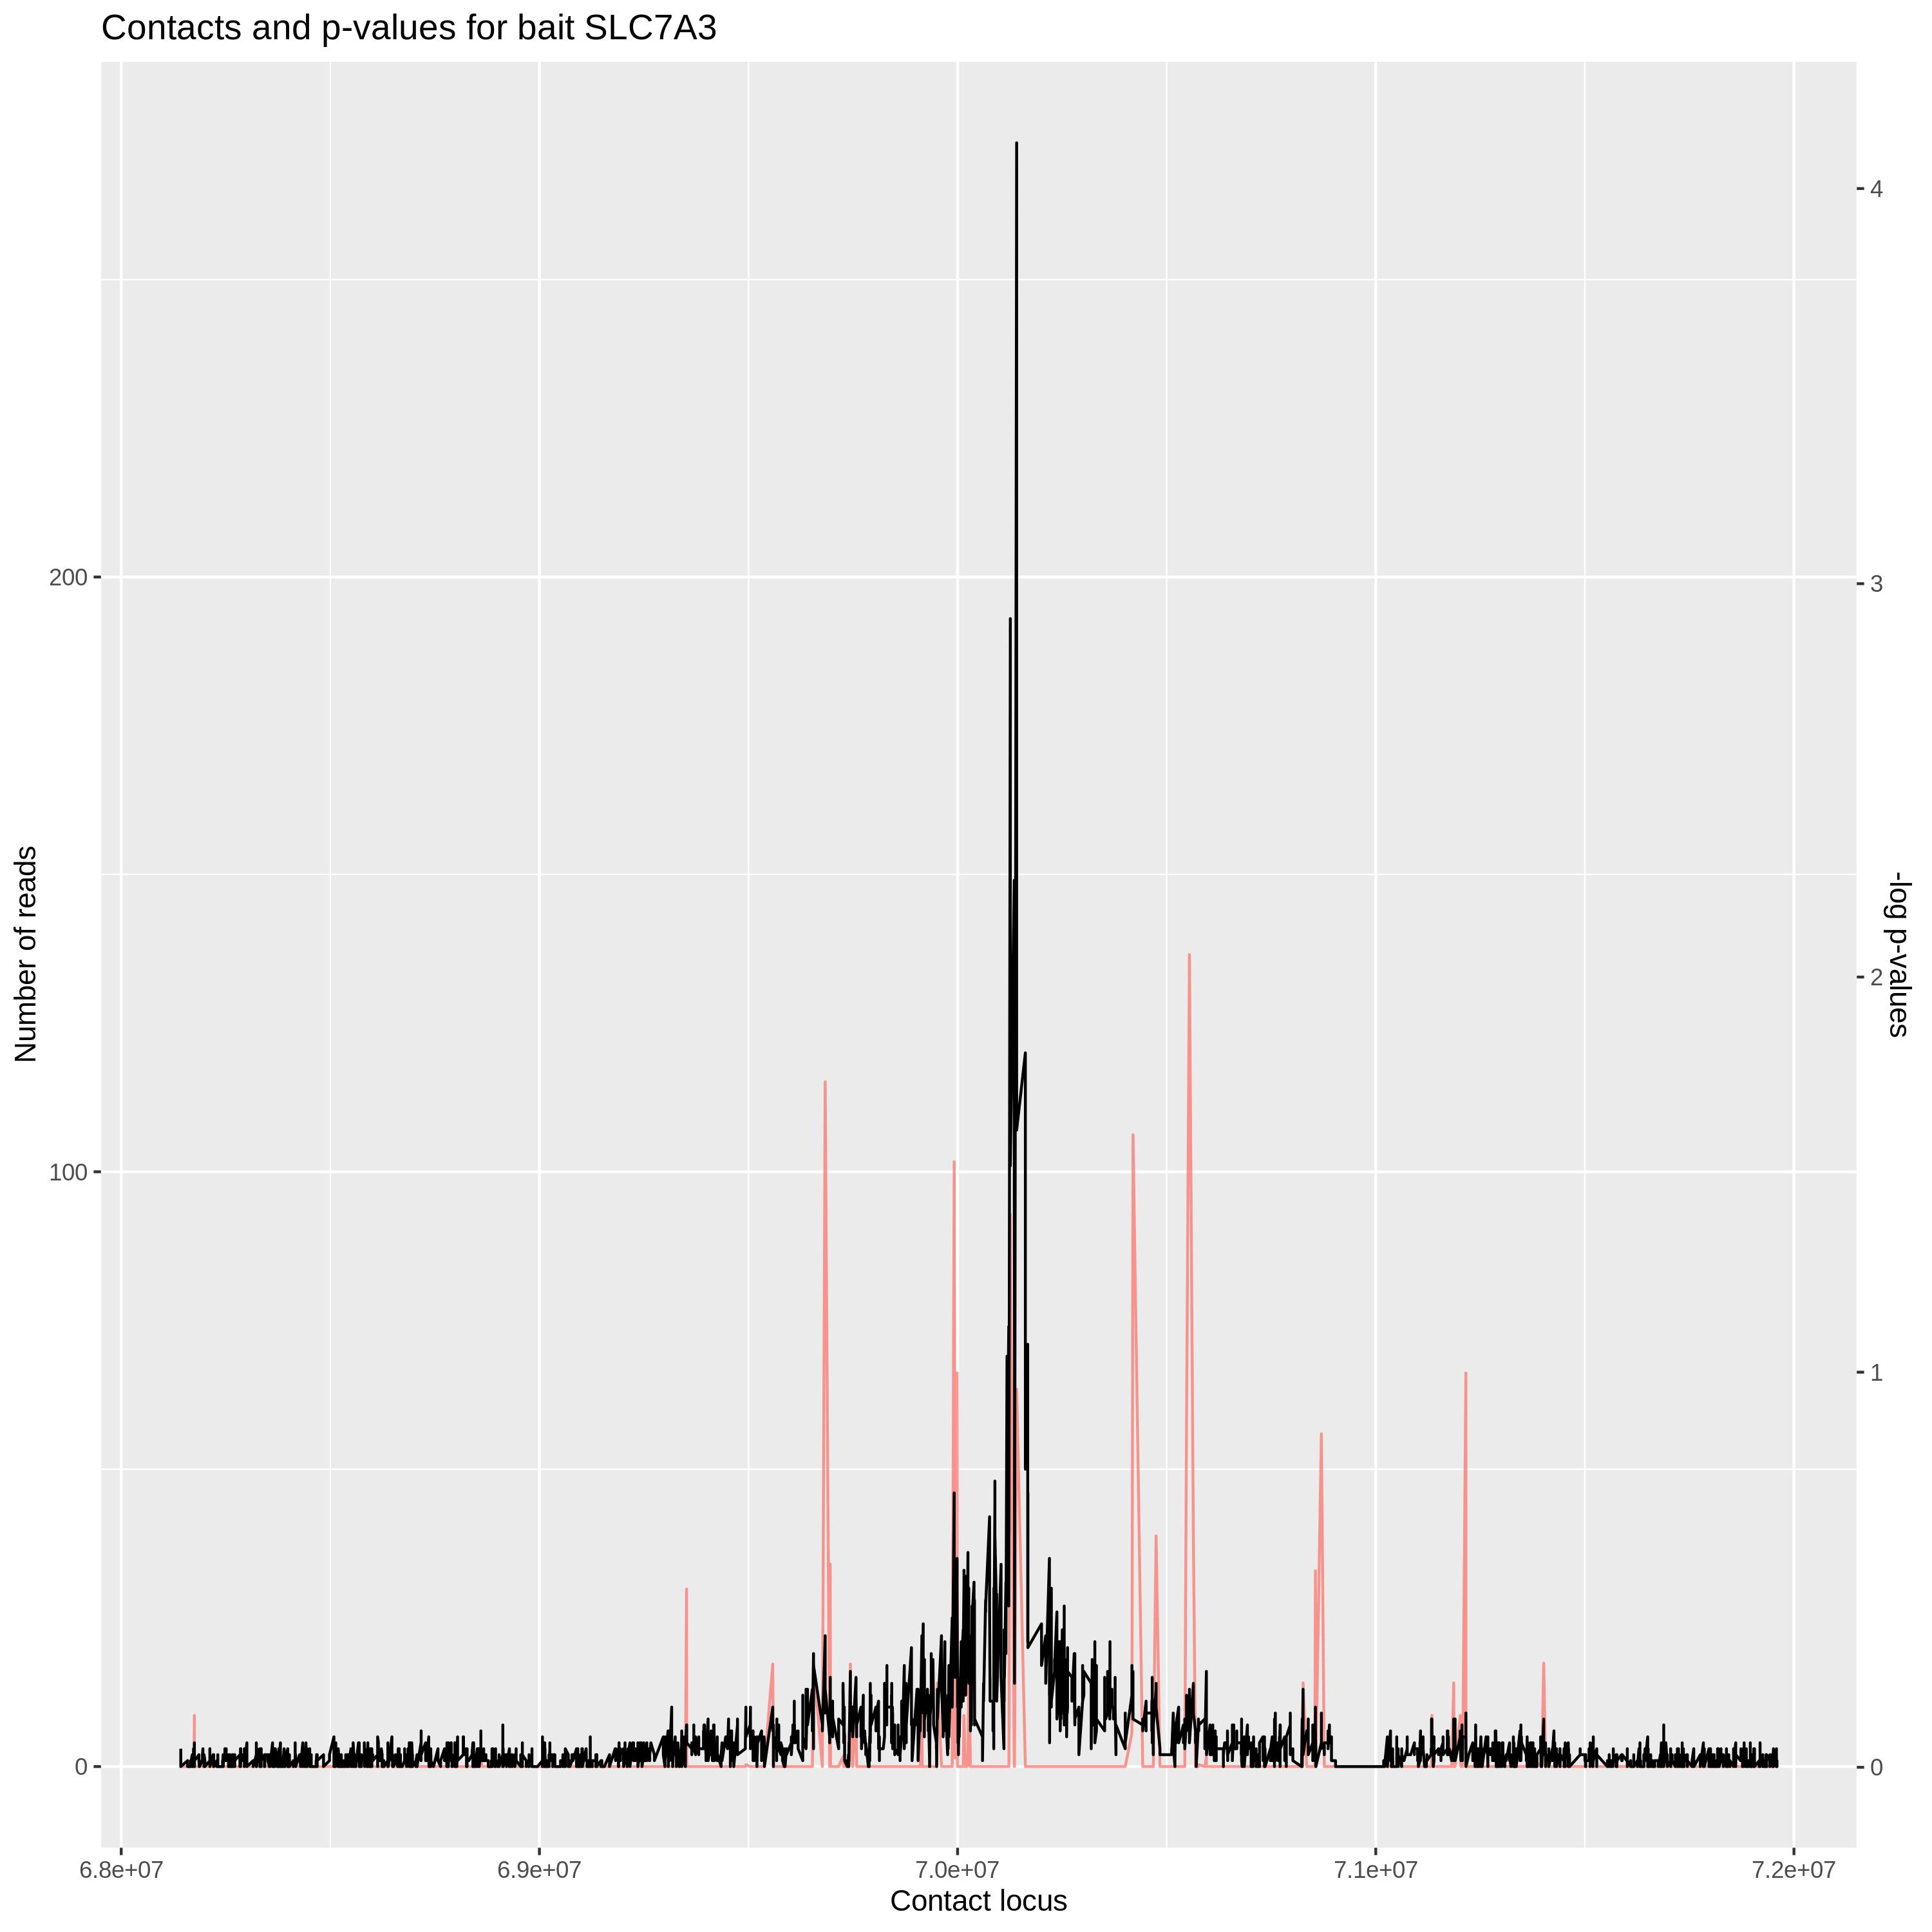 Contacts and p-values for bait SLC7A3
Number of reads
200
100
0
4
3
2
1
0
-log p-values
6.8e+07
6.9e+07
7.0e+07
7.1e+07
7.2e+07
Contact locus